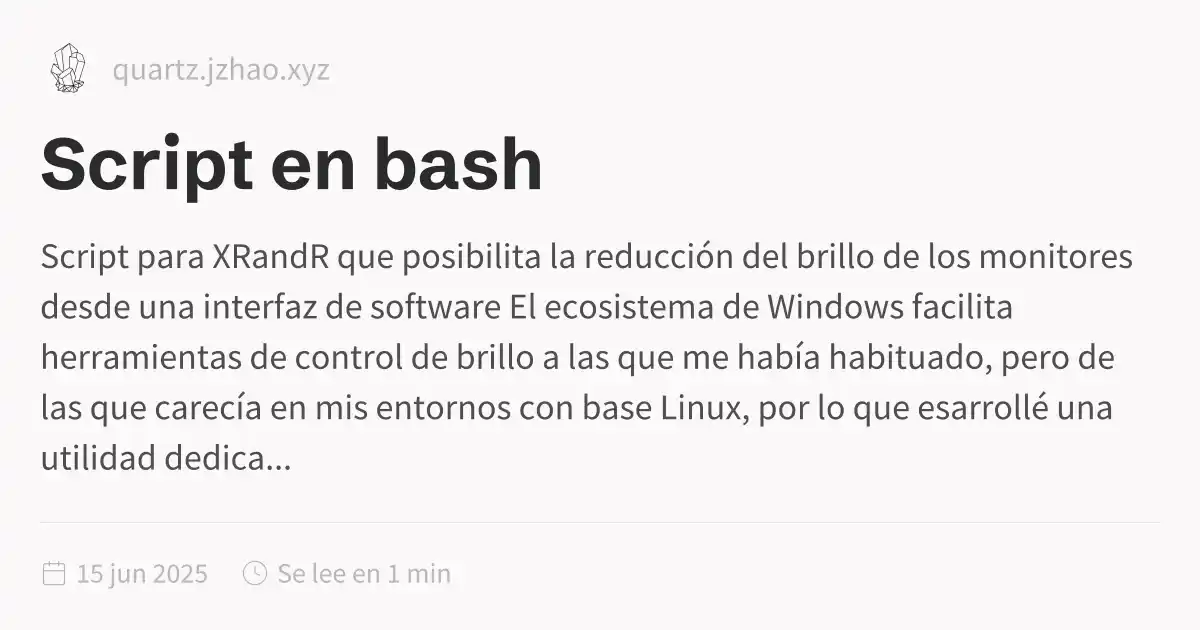 quartz.jzhao.xyz
Script en bash
Script para XRandR que posibilita la reducción del brillo de los monitores
desde una interfaz de software El ecosistema de Windows facilita
herramientas de control de brillo a las que me había habituado, pero de
las que carecía en mis entornos con base Linux, por lo que esarrollé una
utilidad dedica...
15 jun 2025 Se lee en 1 min